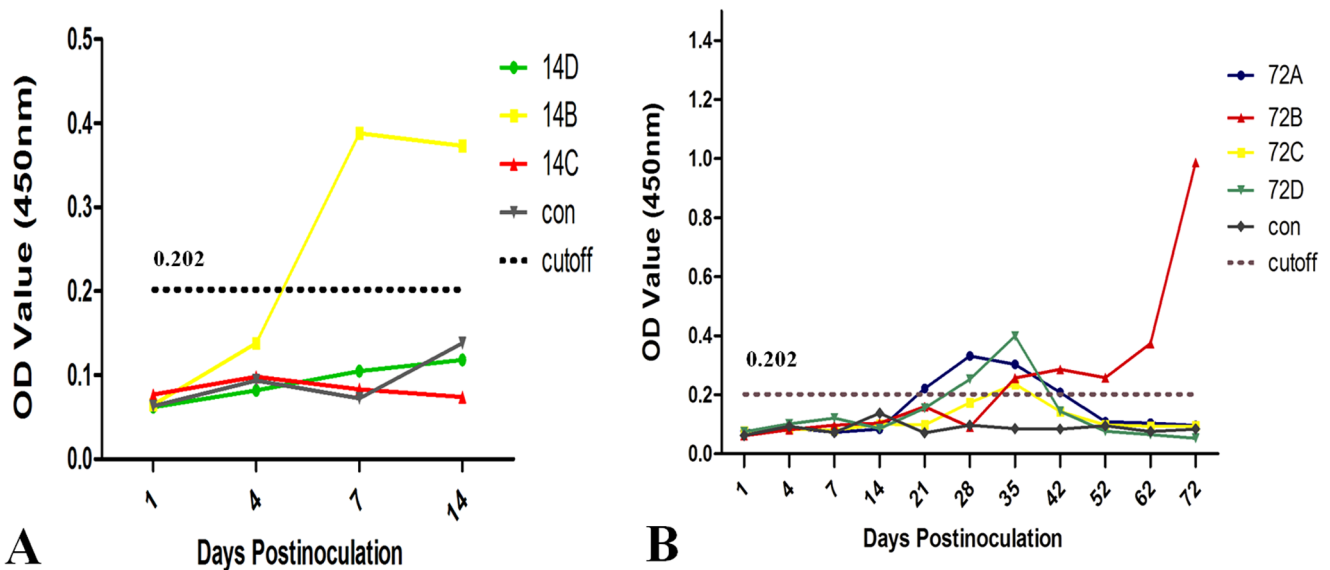 OD Value (450nm)
0.5
0.4
0.3
0.2
0.1
0.0
0.202
1
4
7
14
Days Postinoculation
14D
14B
14C
con
cutoff
A
OD Value (450nm)
1.4
1.2
1.0
0.8
0.6
0.4
0.2
0.0
0.202
1
4
7
14
21
28
35
42
52
62
72
Days Postinoculation
72A
72B
72C
72D
con
cutoff
B